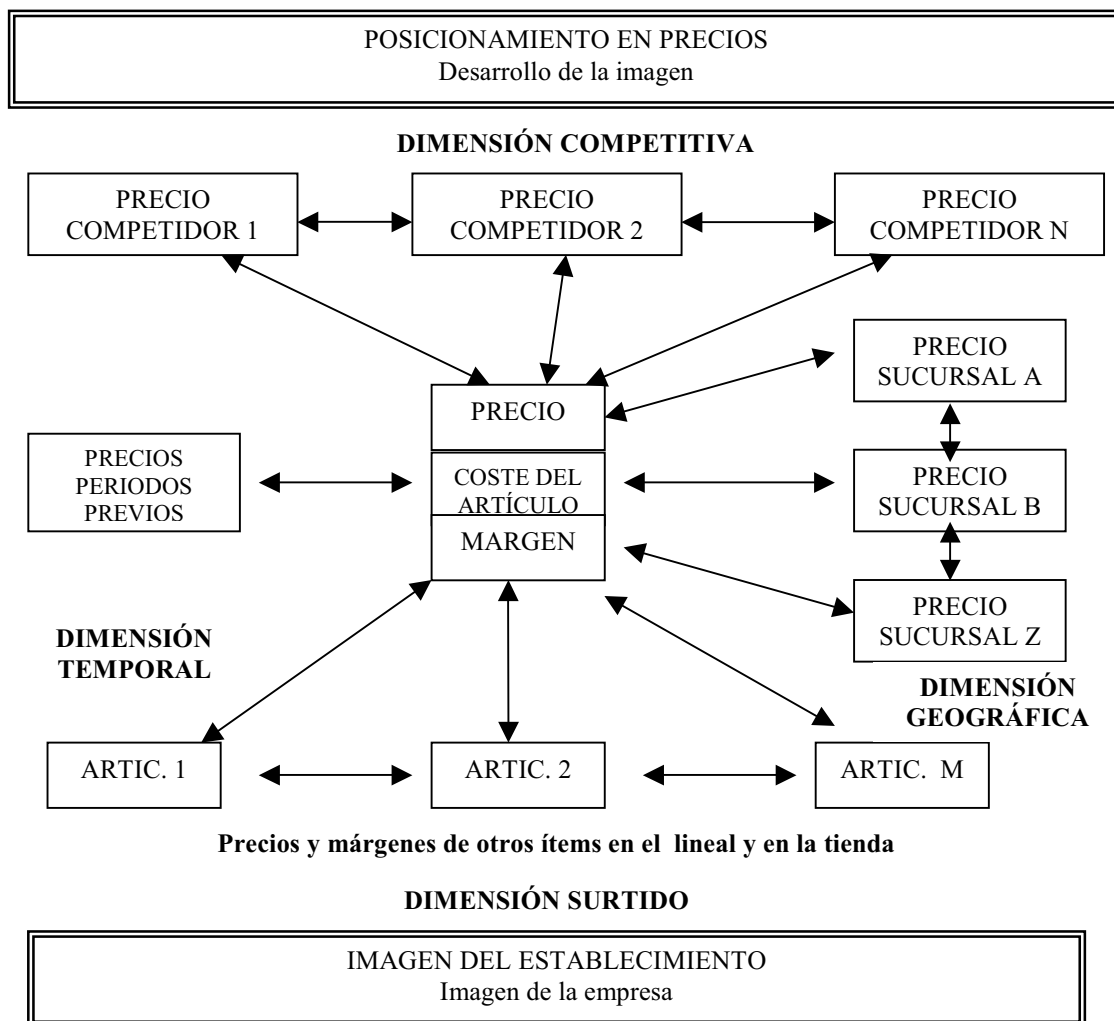 POSICIONAMIENTO EN PRECIOS
Desarrollo de la imagen
DIMENSIÓN COMPETITIVA
PRECIO
COMPETIDOR 1
PRECIO
COMPETIDOR 2
PRECIO
COMPETIDOR N
PRECIO
SUCURSAL A
PRECIO
PRECIOS
PERIODOS
PREVIOS
COSTE DEL
ARTÍCULO
MARGEN
PRECIO
SUCURSAL B
PRECIO
SUCURSAL Z
DIMENSIÓN
TEMPORAL
DIMENSIÓN
GEOGRÁFICA
ARTIC. 1
ARTIC. 2
ARTIC. M
Precios y márgenes de otros ítems en el lineal y en la tienda
DIMENSIÓN SURTIDO
IMAGEN DEL ESTABLECIMIENTO
Imagen de la empresa